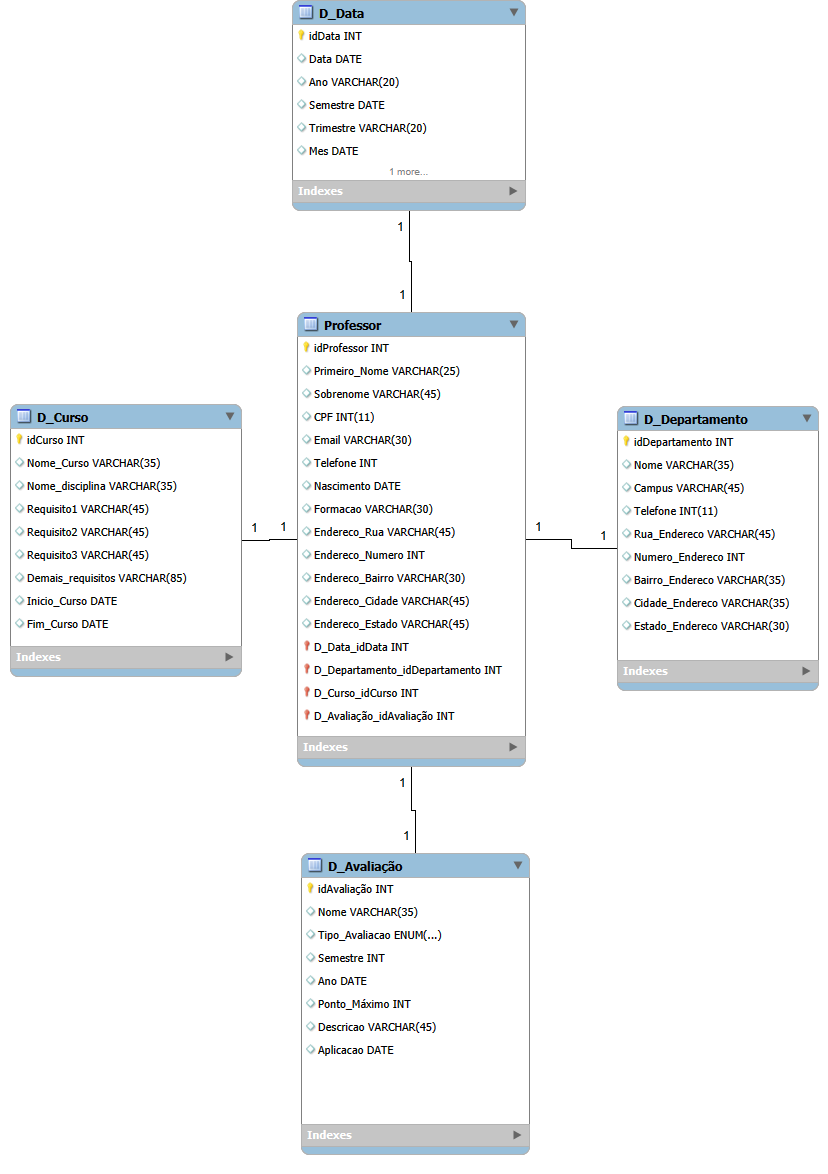 D_Data
idData INT
Data DATE
Ano VARCHAR(20)
Semestre DATE
Trimestre VARCHAR(20)
Mes DATE
1 more...
Indexes
1
1
Professor
idProfessor INT
Primeiro_Nome VARCHAR(25)
Sobrenome VARCHAR(45)
CPF INT(11)
Email VARCHAR(30)
Telefone INT
Nascimento DATE
Formacao VARCHAR(30)
Endereco_Rua VARCHAR(45)
Endereco_Numero INT
Endereco_Bairro VARCHAR(30)
Endereco_Cidade VARCHAR(45)
Endereco_Estado VARCHAR(45)
D_Data_idData INT
D_Departamento_idDepartamento INT
D_Curso_idCurso INT
D_Avaliação_idAvaliação INT
Indexes
D_Curso
idCurso INT
Nome_Curso VARCHAR(35)
Nome_disciplina VARCHAR(35)
Requisito1 VARCHAR(45)
Requisito2 VARCHAR(45)
Requisito3 VARCHAR(45)
Demais_requisitos VARCHAR(85)
Inicio_Curso DATE
Fim_Curso DATE
Indexes
1
1
D_Departamento
idDepartamento INT
Nome VARCHAR(35)
Campus VARCHAR(45)
Telefone INT(11)
Rua_Endereco VARCHAR(45)
Numero_Endereco INT
Bairro_Endereco VARCHAR(35)
Cidade_Endereco VARCHAR(35)
Estado_Endereco VARCHAR(30)
Indexes
1
1
1
1
D_Avaliação
idAvaliação INT
Nome VARCHAR(35)
Tipo_Avaliacao ENUM(...)
Semestre INT
Ano DATE
Ponto_Máximo INT
Descricao VARCHAR(45)
Aplicacao DATE
Indexes